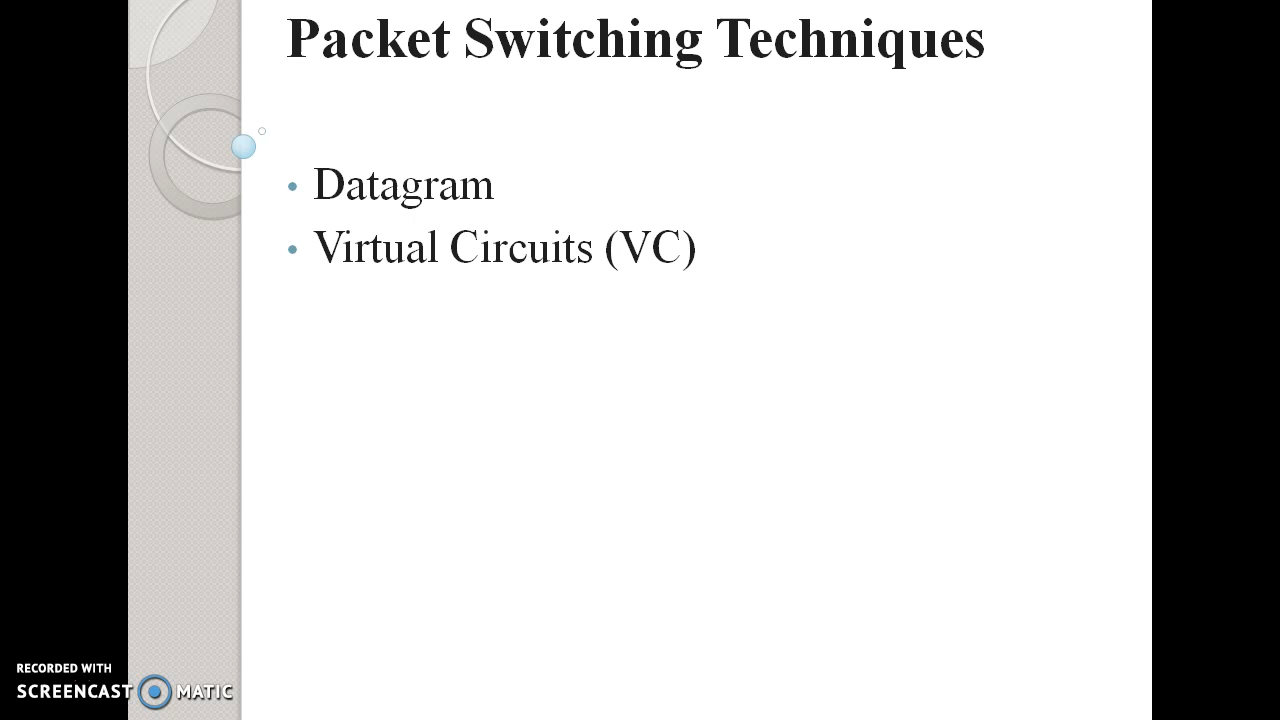 Packet Switching Techniques
• Datagram
• Virtual Circuits (VC)
RECORDED WITH
SCREENCAST MATIC